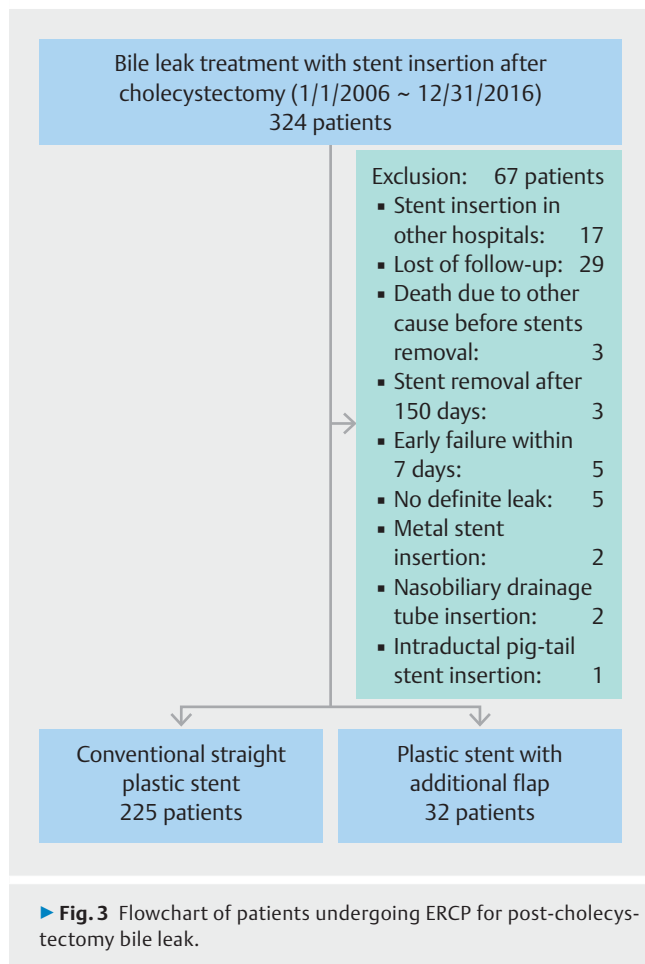 Bile leak treatment with stent insertion after
cholecystectomy (1/1/2006 ~ 12/31/2016)
324 patients
Exclusion: 67 patients
▪ Stent insertion in
other hospitals: 17
▪ Lost of follow-up: 29
▪ Death due to other
cause before stents
removal: 3
▪ Stent removal after
150 days: 3
▪ Early failure within
7 days: 5
▪ No definite leak: 5
▪ Metal stent
insertion: 2
▪ Nasobiliary drainage
tube insertion: 2
▪ Intraductal pig-tail
stent insertion: 1
Conventional straight
plastic stent
225 patients
Plastic stent with
additional flap
32 patients
▶ Fig. 3 Flowchart of patients undergoing ERCP for post-cholecys-
tectomy bile leak.